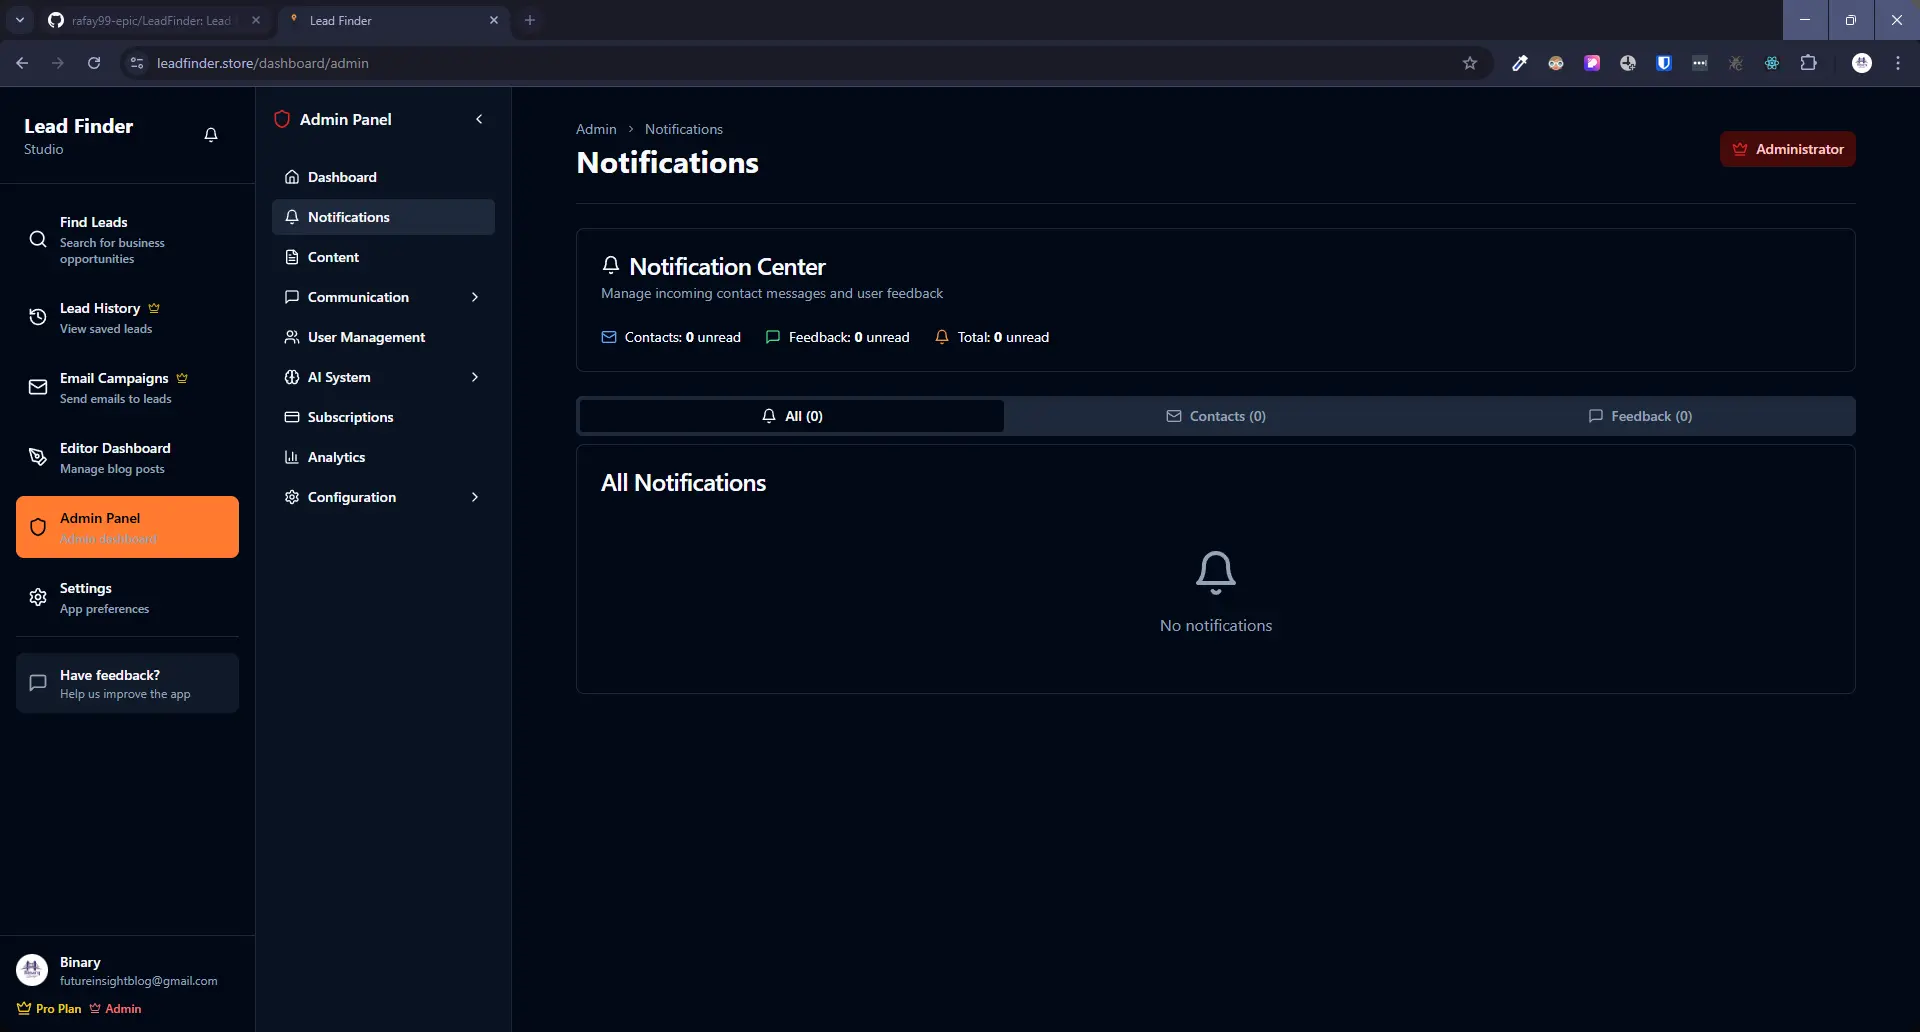 rafay99-epic/LeadFinder: Lead
Lead Finder
leadfinder.store/dashboard/admin
Lead Finder
Studio
Find Leads
Search for business
opportunities
Lead History
View saved leads
Email Campaigns
Send emails to leads
Editor Dashboard
Manage blog posts
Admin Panel
Admin dashboard
Settings
App preferences
Have feedback?
Help us improve the app
Binary
futureinsightblog@gmail.com
Pro Plan Admin
Admin Panel
Dashboard
Notifications
Content
Communication
User Management
AI System
Subscriptions
Analytics
Configuration
Admin > Notifications
Notifications
Administrator
Notification Center
Manage incoming contact messages and user feedback
Contacts: 0 unread Feedback: 0 unread Total: 0 unread
All (0) Contacts (0) Feedback (0)
All Notifications
No notifications